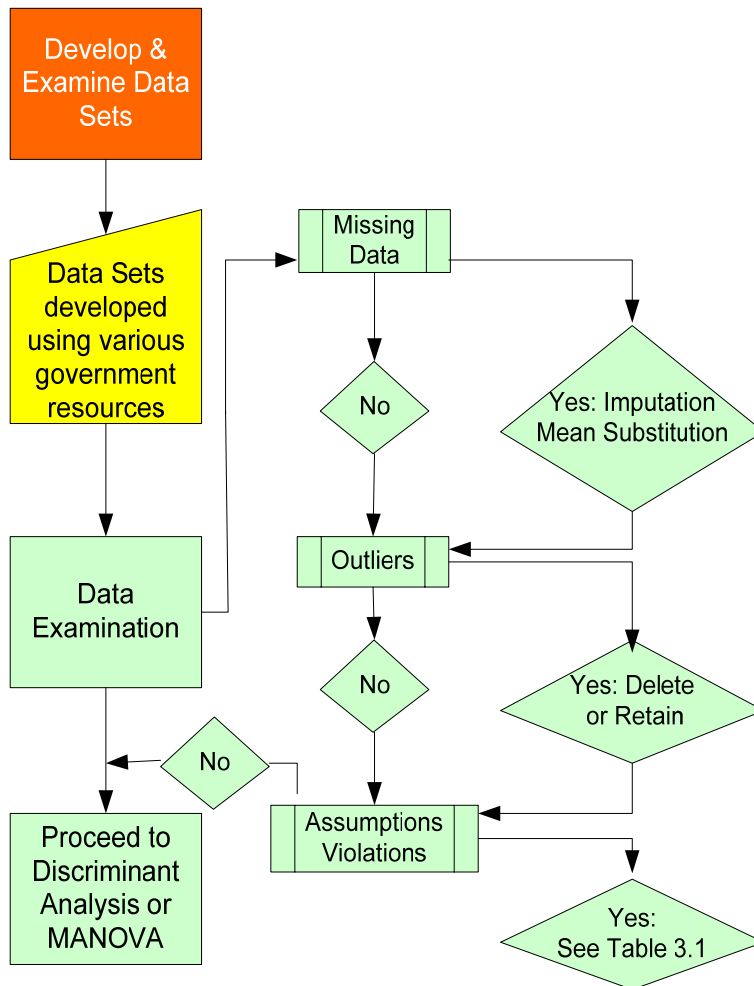 Develop &
Examine Data
Sets
Data Sets
developed
using various
government
resources
Data
Examination
Proceed to
Discriminant
Analysis or
MANOVA
Missing
Data
No
Yes: Imputation
Mean Substitution
Outliers
No
Yes: Delete
or Retain
Assumptions
Violations
No
Yes:
See Table 3.1